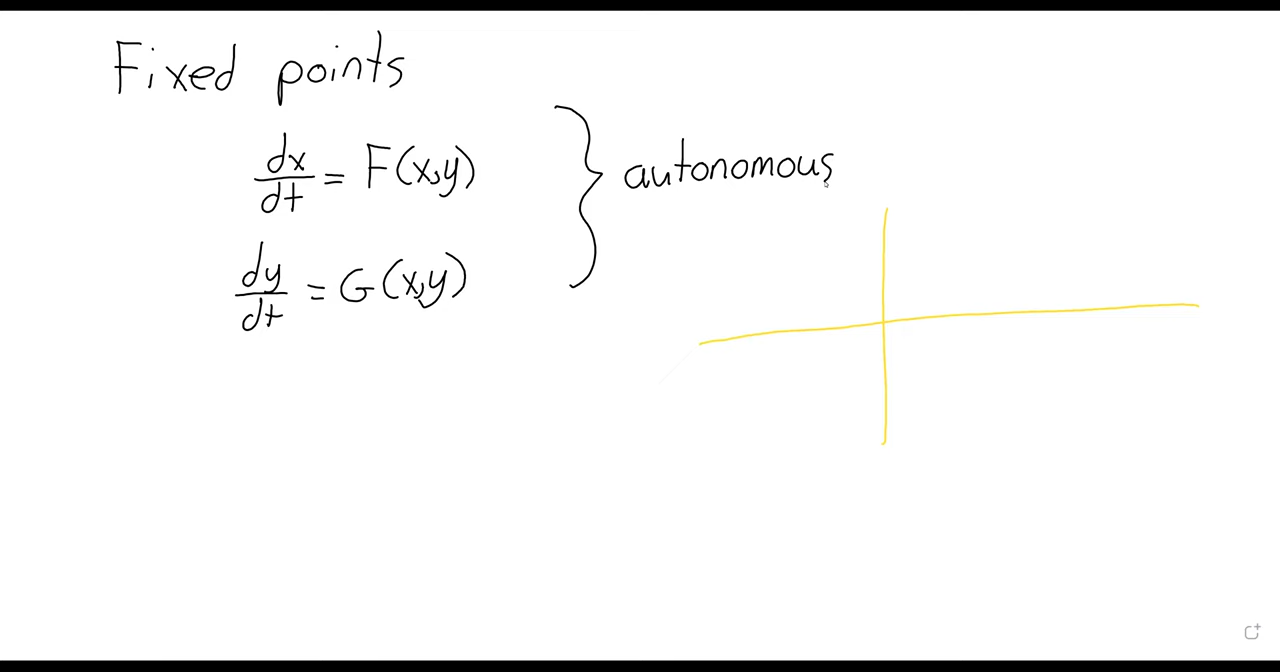 Fixed points
dx/dt = F(x,y)
autonomous
dy/dt = G(x,y)